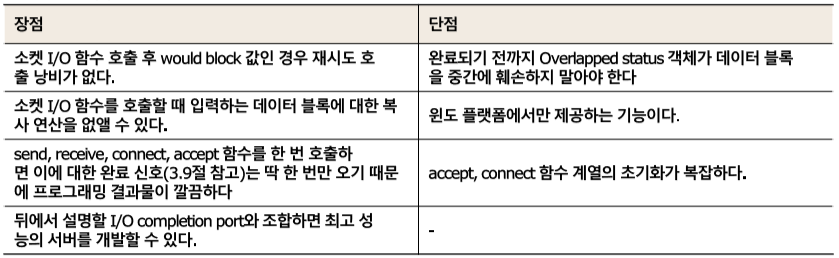 장점
단점
소켓 I/O 함수 호출 후 would block 값인 경우 재시도 호
출 낭비가 없다.
완료되기 전까지 Overlapped status 객체가 데이터 블록
을 중간에 훼손하지 말아야 한다
소켓 I/O 함수를 호출할 때 입력하는 데이터 블록에 대한 복
사 연산을 없앨 수 있다.
윈도 플랫폼에서만 제공하는 기능이다.
send, receive, connect, accept 함수를 한 번 호출하
면 이에 대한 완료 신호(3.9절 참고)는 딱 한 번만 오기 때문
에 프로그래밍 결과물이 깔끔하다
accept, connect 함수 계열의 초기화가 복잡하다.
뒤에서 설명할 I/O completion port와 조합하면 최고 성
능의 서버를 개발할 수 있다.
-